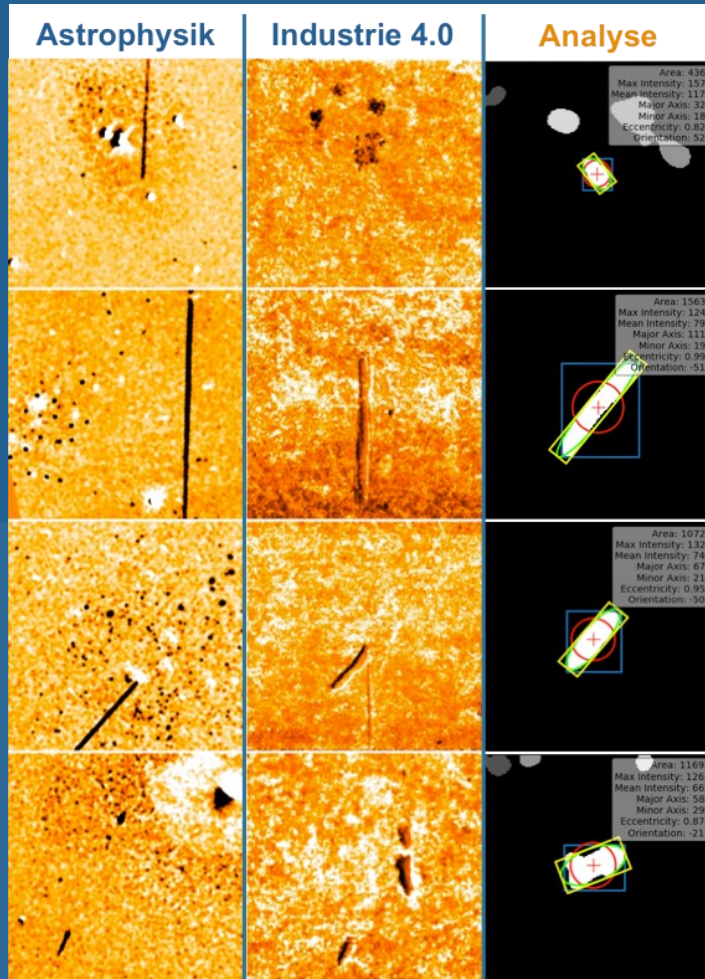 Astrophysik
Industrie 4.0
Analyse
Area: 436
Max Intensity: 157
Mean Intensity: 117
Major Axis: 32
Minor Axis: 18
Eccentricity: 0.82
Orientation: 52
Area: 1563
Max Intensity: 124
Mean Intensity: 79
Major Axis: 111
Minor Axis: 19
Eccentricity: 0.99
Orientation: -51
Area: 1072
Max Intensity: 132
Mean Intensity: 74
Major Axis: 67
Minor Axis: 21
Eccentricity: 0.95
Orientation: -50
Area: 1169
Max Intensity: 126
Mean Intensity: 66
Major Axis: 58
Minor Axis: 29
Eccentricity: 0.87
Orientation: -21